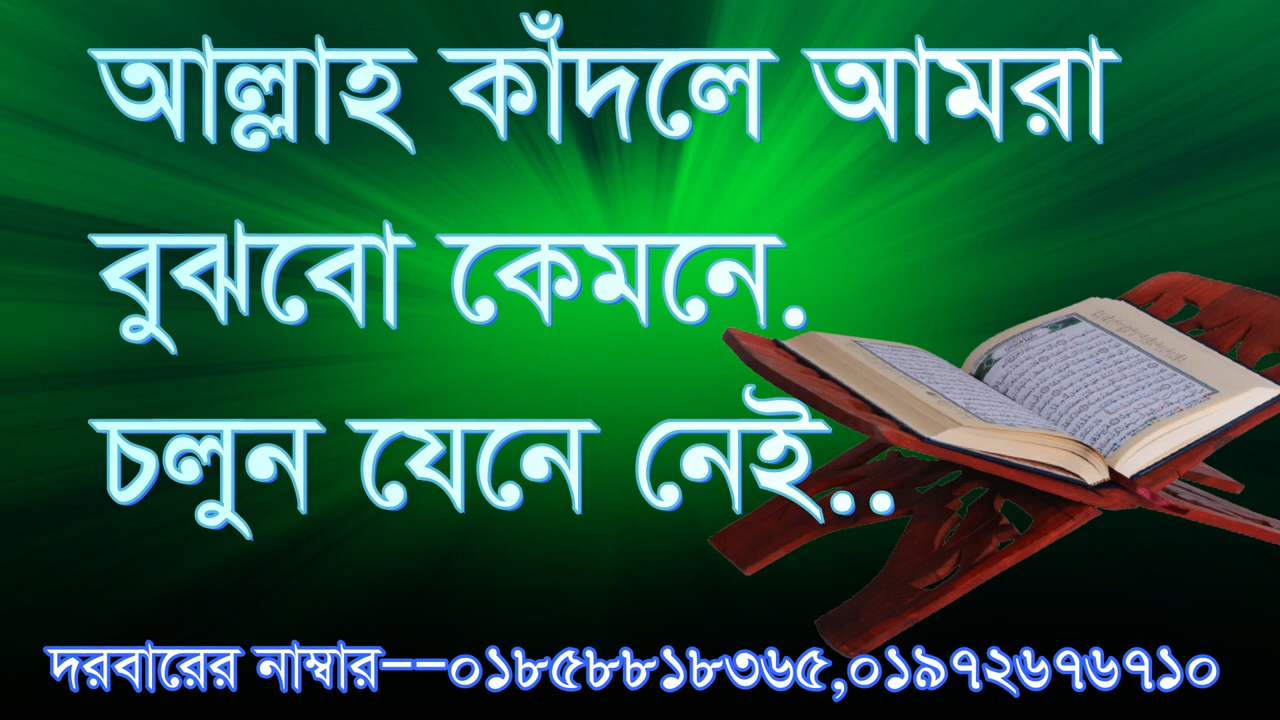 আল্লাহ কাঁদলে আমরা
বুঝবো কেমনে.
চলুন যেনে নেই..
দরবারের নাম্বার--০১৮৫৮৮১৮৩৬৫,০১৯৭২৬৭৬৭১০